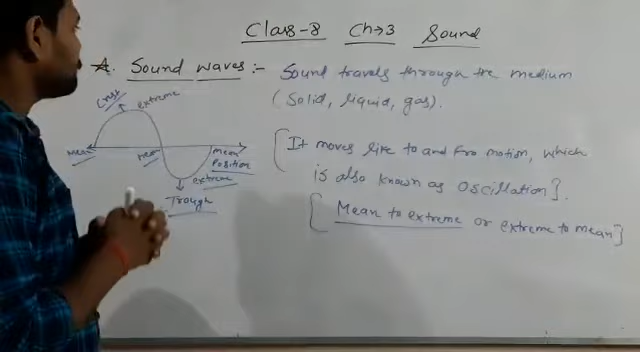 Class-8 Ch→3 Sound
A. Sound waves :- Sound travels through the medium
(Solid, liquid, gas).
Crest extreme
Mean Mean Mean
Position
extreme
Trough
[It moves like to and fro motion, which
is also known as Oscillation].
[Mean to extreme or extreme to mean]